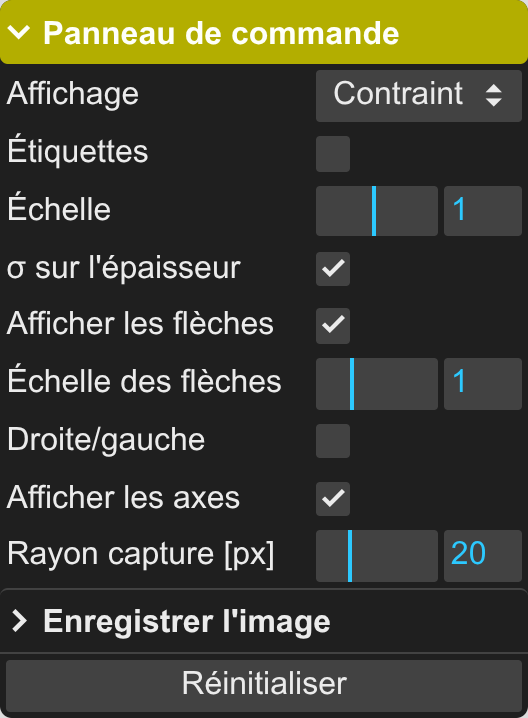 Panneau de commande
Affichage Contraint
Étiquettes
Échelle 1
σ sur l'épaisseur
Afficher les flèches
Échelle des flèches 1
Droite/gauche
Afficher les axes
Rayon capture [px] 20
Enregistrer l'image
Réinitialiser